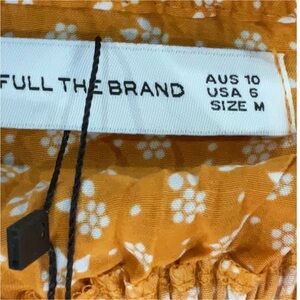 FULL THE BRAND
AUS 10
USA 6
SIZE M